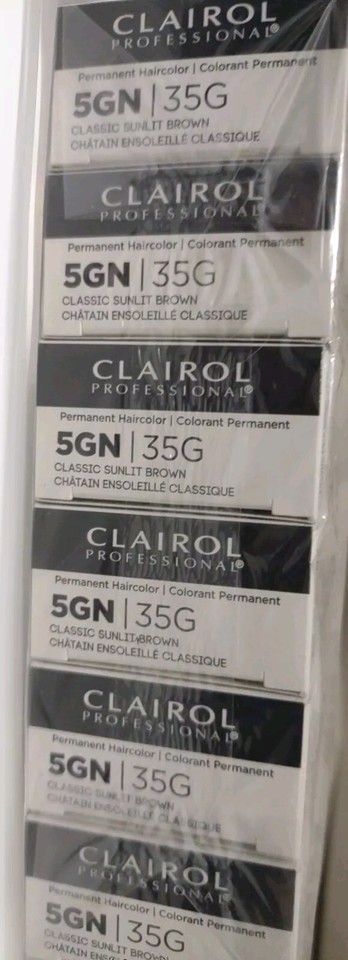 CLAIROL
PROFESSIONAL®
Permanent Haircolor | Colorant Permanent
5GN | 35G
CLASSIC SUNLIT BROWN
CHÂTAIN ENSOLEILLÉ CLASSIQUE
CLAIROL
PROFESSIONAL®
Permanent Haircolor | Colorant Permanent
5GN | 35G
CLASSIC SUNLIT BROWN
CHÂTAIN ENSOLEILLÉ CLASSIQUE
CLAIROL
PROFESSIONAL®
Permanent Haircolor | Colorant Permanent
5GN | 35G
CLASSIC SUNLIT BROWN
CHÂTAIN ENSOLEILLÉ CLASSIQUE
CLAIROL
PROFESSIONAL®
Permanent Haircolor | Colorant Permanent
5GN | 35G
CLASSIC SUNLIT BROWN
CHÂTAIN ENSOLEILLÉ CLASSIQUE
CLAIROL
PROFESSIONAL®
Permanent Haircolor | Colorant Permanent
5GN | 35G
CLASSIC SUNLIT BROWN
CHÂTAIN ENSOLEILLÉ CLASSIQUE
CLAIROL
PROFESSIONAL
Permanent Haircolor | Colorant Permanent
5GN | 35G
CLASSIC SUNLIT BROWN
CHÂTAIN